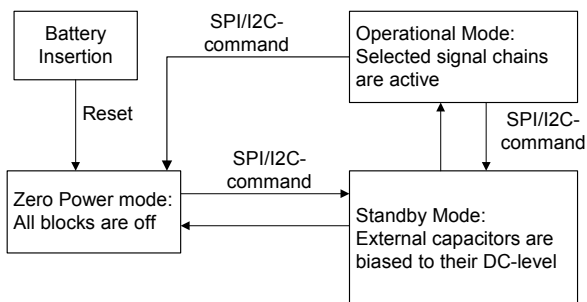 Battery
Insertion
SPI/I2C-
command
Operational Mode:
Selected signal chains
are active
Reset
SPI/I2C-
command
SPI/I2C-
command
Zero Power mode:
All blocks are off
Standby Mode:
External capacitors are
biased to their DC-level